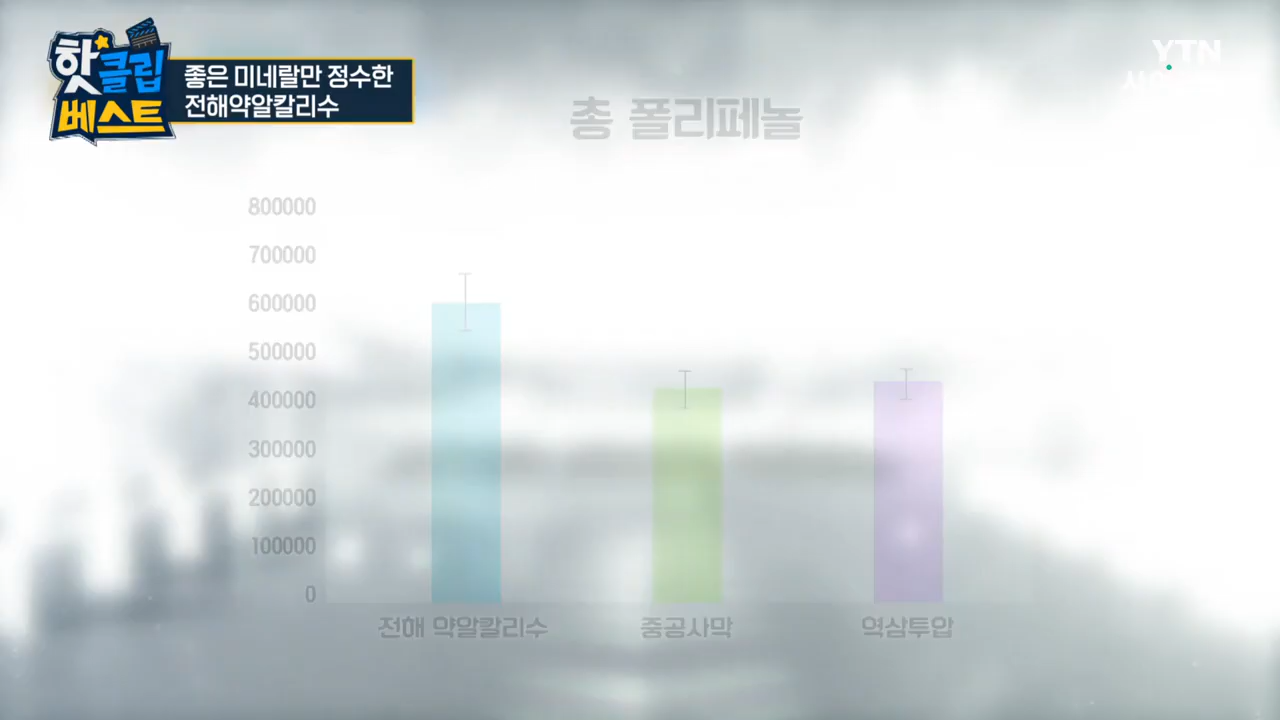 핫클립
베스트
좋은 미네랄만 정수한
전해약알칼리수
YTN
총 폴리페놀
800000
700000
600000
500000
400000
300000
200000
100000
0
전해 약알칼리수
중공사막
역삼투압